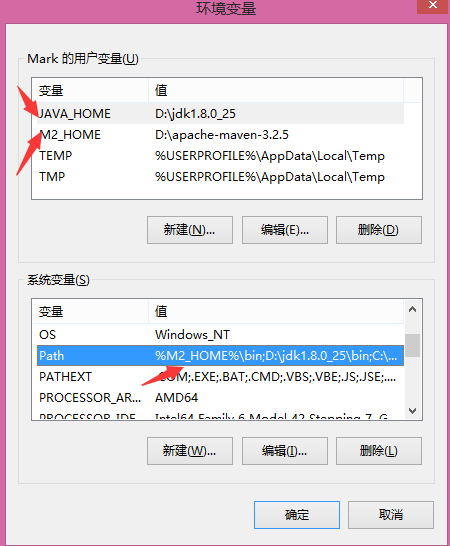 环境变量
Mark 的用户变量(U)
变量 值
JAVA_HOME D:\jdk1.8.0_25
M2_HOME D:\apache-maven-3.2.5
TEMP %USERPROFILE%\AppData\Local\Temp
TMP %USERPROFILE%\AppData\Local\Temp
新建(N)... 编辑(E)... 删除(D)
系统变量(S)
变量 值
OS Windows_NT
Path %M2_HOME%\bin;D:\jdk1.8.0_25\bin;C:\...
PATHEXT .COM;.EXE;.BAT;.CMD;.VBS;.VBE;.JS;.JSE;....
PROCESSOR_AR... AMD64
PROCESSOR_IDE Intel64 Family 6 Model 42 Stepping 7, G
新建(W)... 编辑(I)... 删除(L)
确定 取消